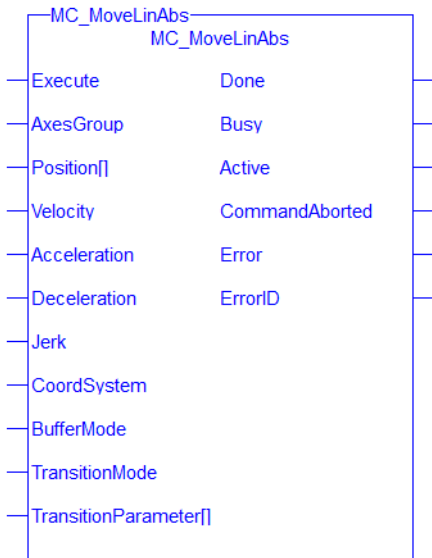 MC_MoveLinAbs
MC_MoveLinAbs
Execute Done
AxesGroup Busy
Position[] Active
Velocity CommandAborted
Acceleration Error
Deceleration ErrorID
Jerk
CoordSystem
BufferMode
TransitionMode
TransitionParameter[]